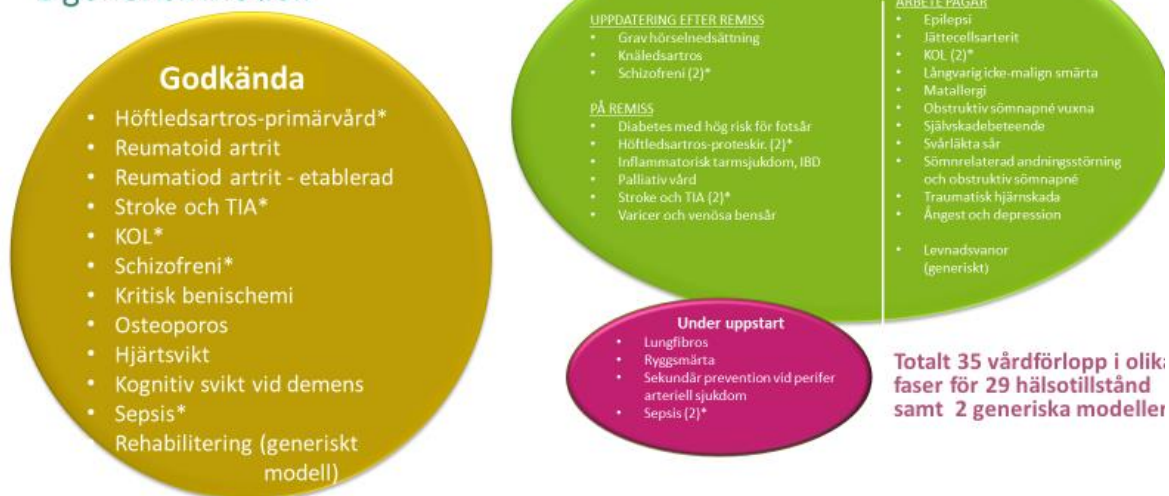 Godkända
• Höftledsartros-primärvård*
• Reumatoid artrit
• Reumatiod artrit - etablerad
• Stroke och TIA*
• KOL*
• Schizofreni*
• Kritisk benischemi
• Osteoporos
• Hjärtsvikt
• Kognitiv svikt vid demens
• Sepsis*
• Rehabilitering (generiskt
modell)
UPPDATERING EFTER REMISS
• Grav hörselnedsättning
• Knäledsartros
• Schizofreni (2)*
PÅ REMISS
• Diabetes med hög risk för fotsår
• Höftledsartros-proteskir. (2)*
• Inflammatorisk tarmsjukdom, IBD
• Palliativ vård
• Stroke och TIA (2)*
• Varicer och venösa bensår
ARBETE PÅGÅR
• Epilepsi
• Jättecellsarterit
• KOL (2)*
• Långvarig icke-malign smärta
• Matallergi
• Obstruktiv sömnapné vuxna
• Självskadebeteende
• Svårläkta sår
• Sömnrelaterad andningsstörning
och obstruktiv sömnapné
• Traumatisk hjärnskada
• Ångest och depression
• Levnadsvanor
(generiskt)
Under uppstart
• Lungfibros
• Ryggsmärta
• Sekundär prevention vid perifer
arteriell sjukdom
• Sepsis (2)*
Totalt 35 vårdförlopp i olika
faser för 29 hälsotillstånd
samt 2 generiska modeller